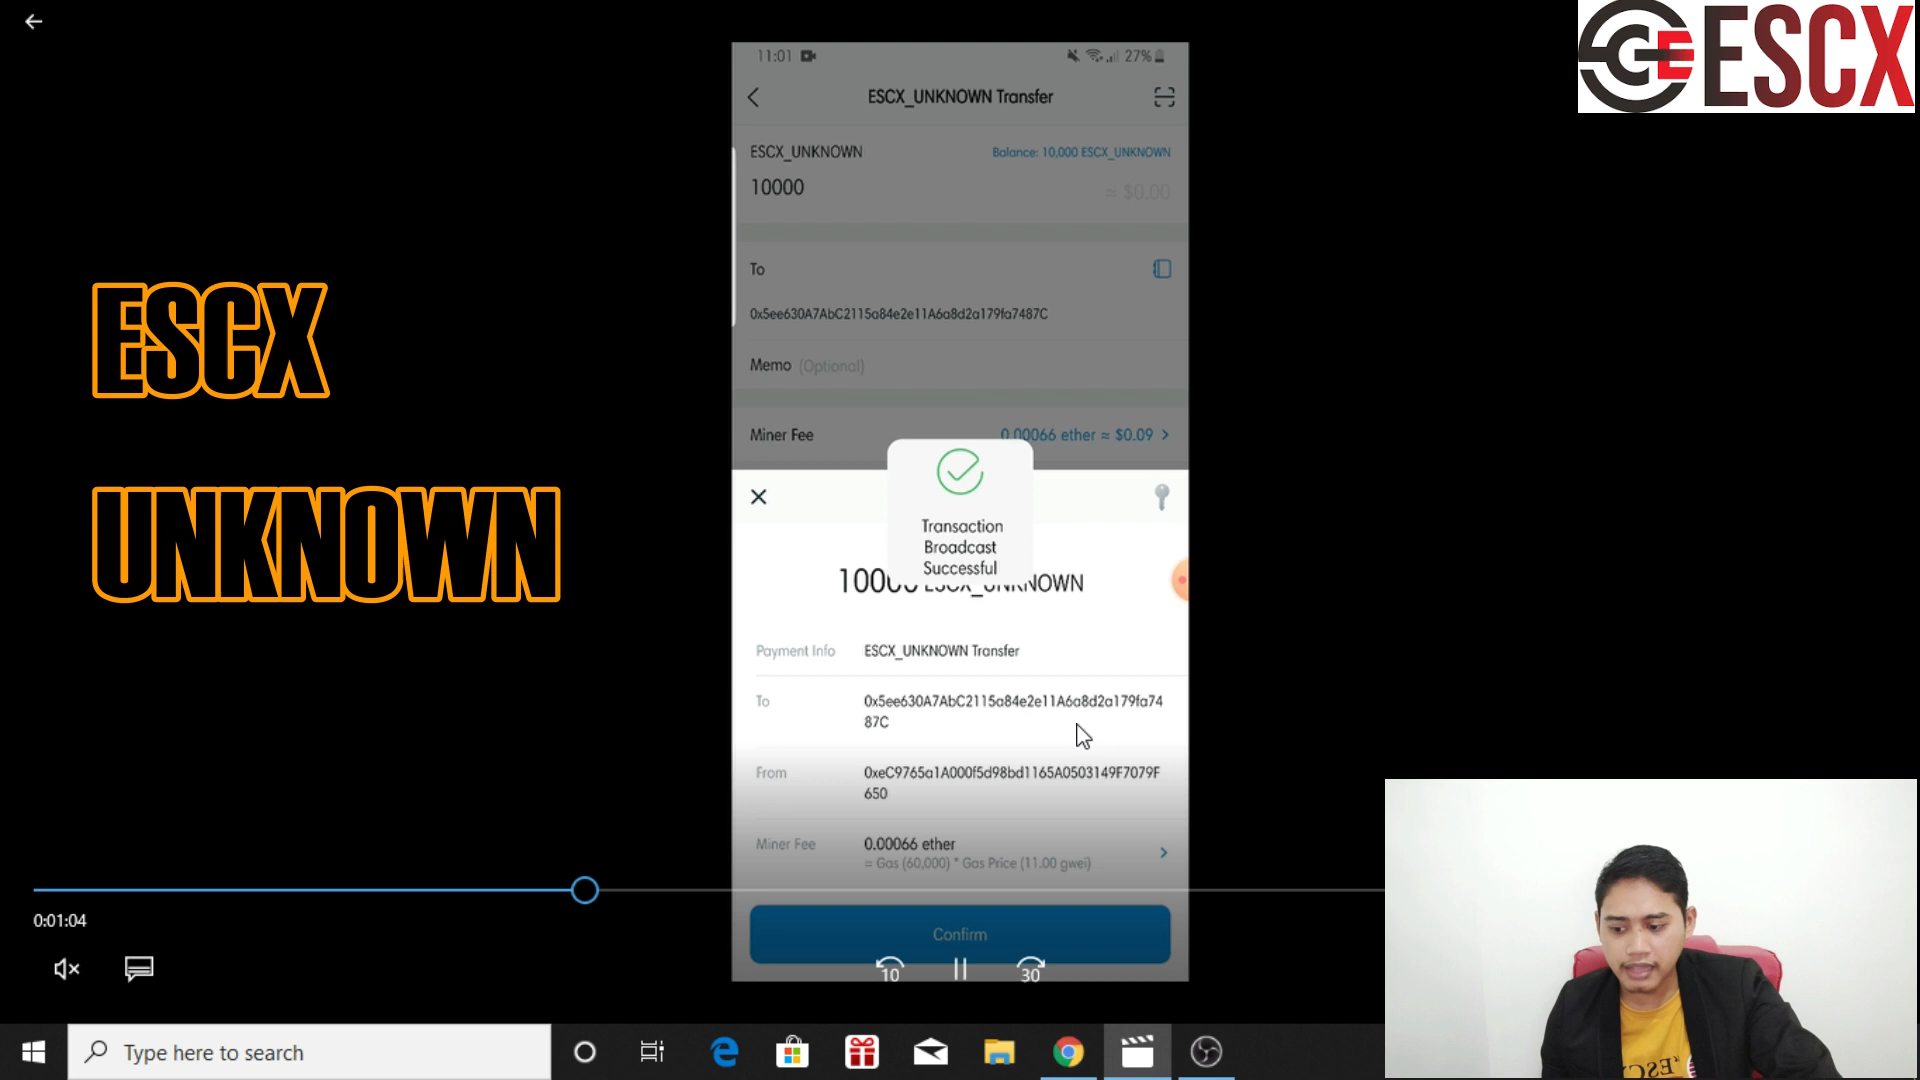 ESCX
11:01
27%
ESCX_UNKNOWN Transfer
ESCX_UNKNOWN
Balance: 10,000 ESCX_UNKNOWN
10000
≈ $0.00
To
0x5ee630A7AbC2115a84e2e11A6a8d2a179fa7487C
Memo (Optional)
Miner Fee
0.00066 ether ≈ $0.09
ESCX
UNKNOWN
Transaction
Broadcast
Successful
10000 ESCX_UNKNOWN
Payment Info
ESCX_UNKNOWN Transfer
To
0x5ee630A7AbC2115a84e2e11A6a8d2a179fa74
87C
From
0xeC9765a1A000f5d98bd1165A0503149F7079F
650
Miner Fee
0.00066 ether
= Gas (60,000) * Gas Price (11.00 gwei)
Confirm
0:01:04
10
30
Type here to search